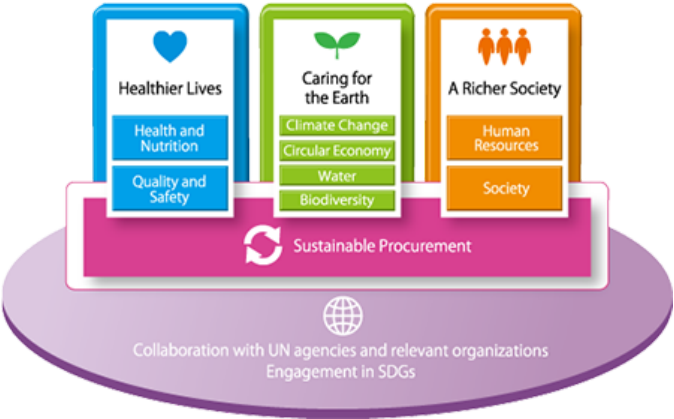 Healthier Lives
Health and
Nutrition
Quality and
Safety
Caring for
the Earth
Climate Change
Circular Economy
Water
Biodiversity
A Richer Society
Human
Resources
Society
Sustainable Procurement
Collaboration with UN agencies and relevant organizations
Engagement in SDGs